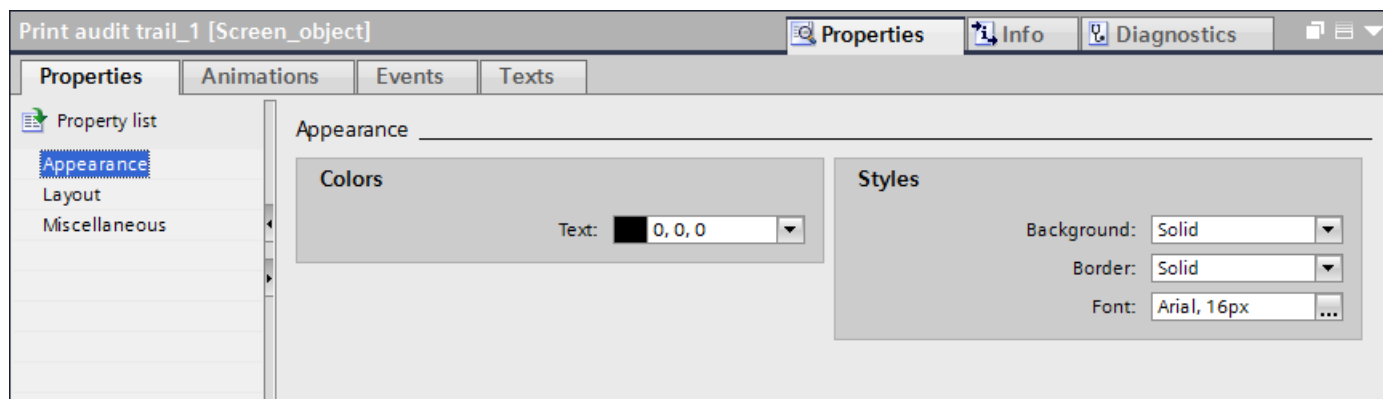 Print audit trail_1 [Screen_object]
Properties Info Diagnostics
Properties Animations Events Texts
Property list
Appearance
Layout
Miscellaneous
Appearance
Colors
Text: 0, 0, 0
Styles
Background: Solid
Border: Solid
Font: Arial, 16px ...